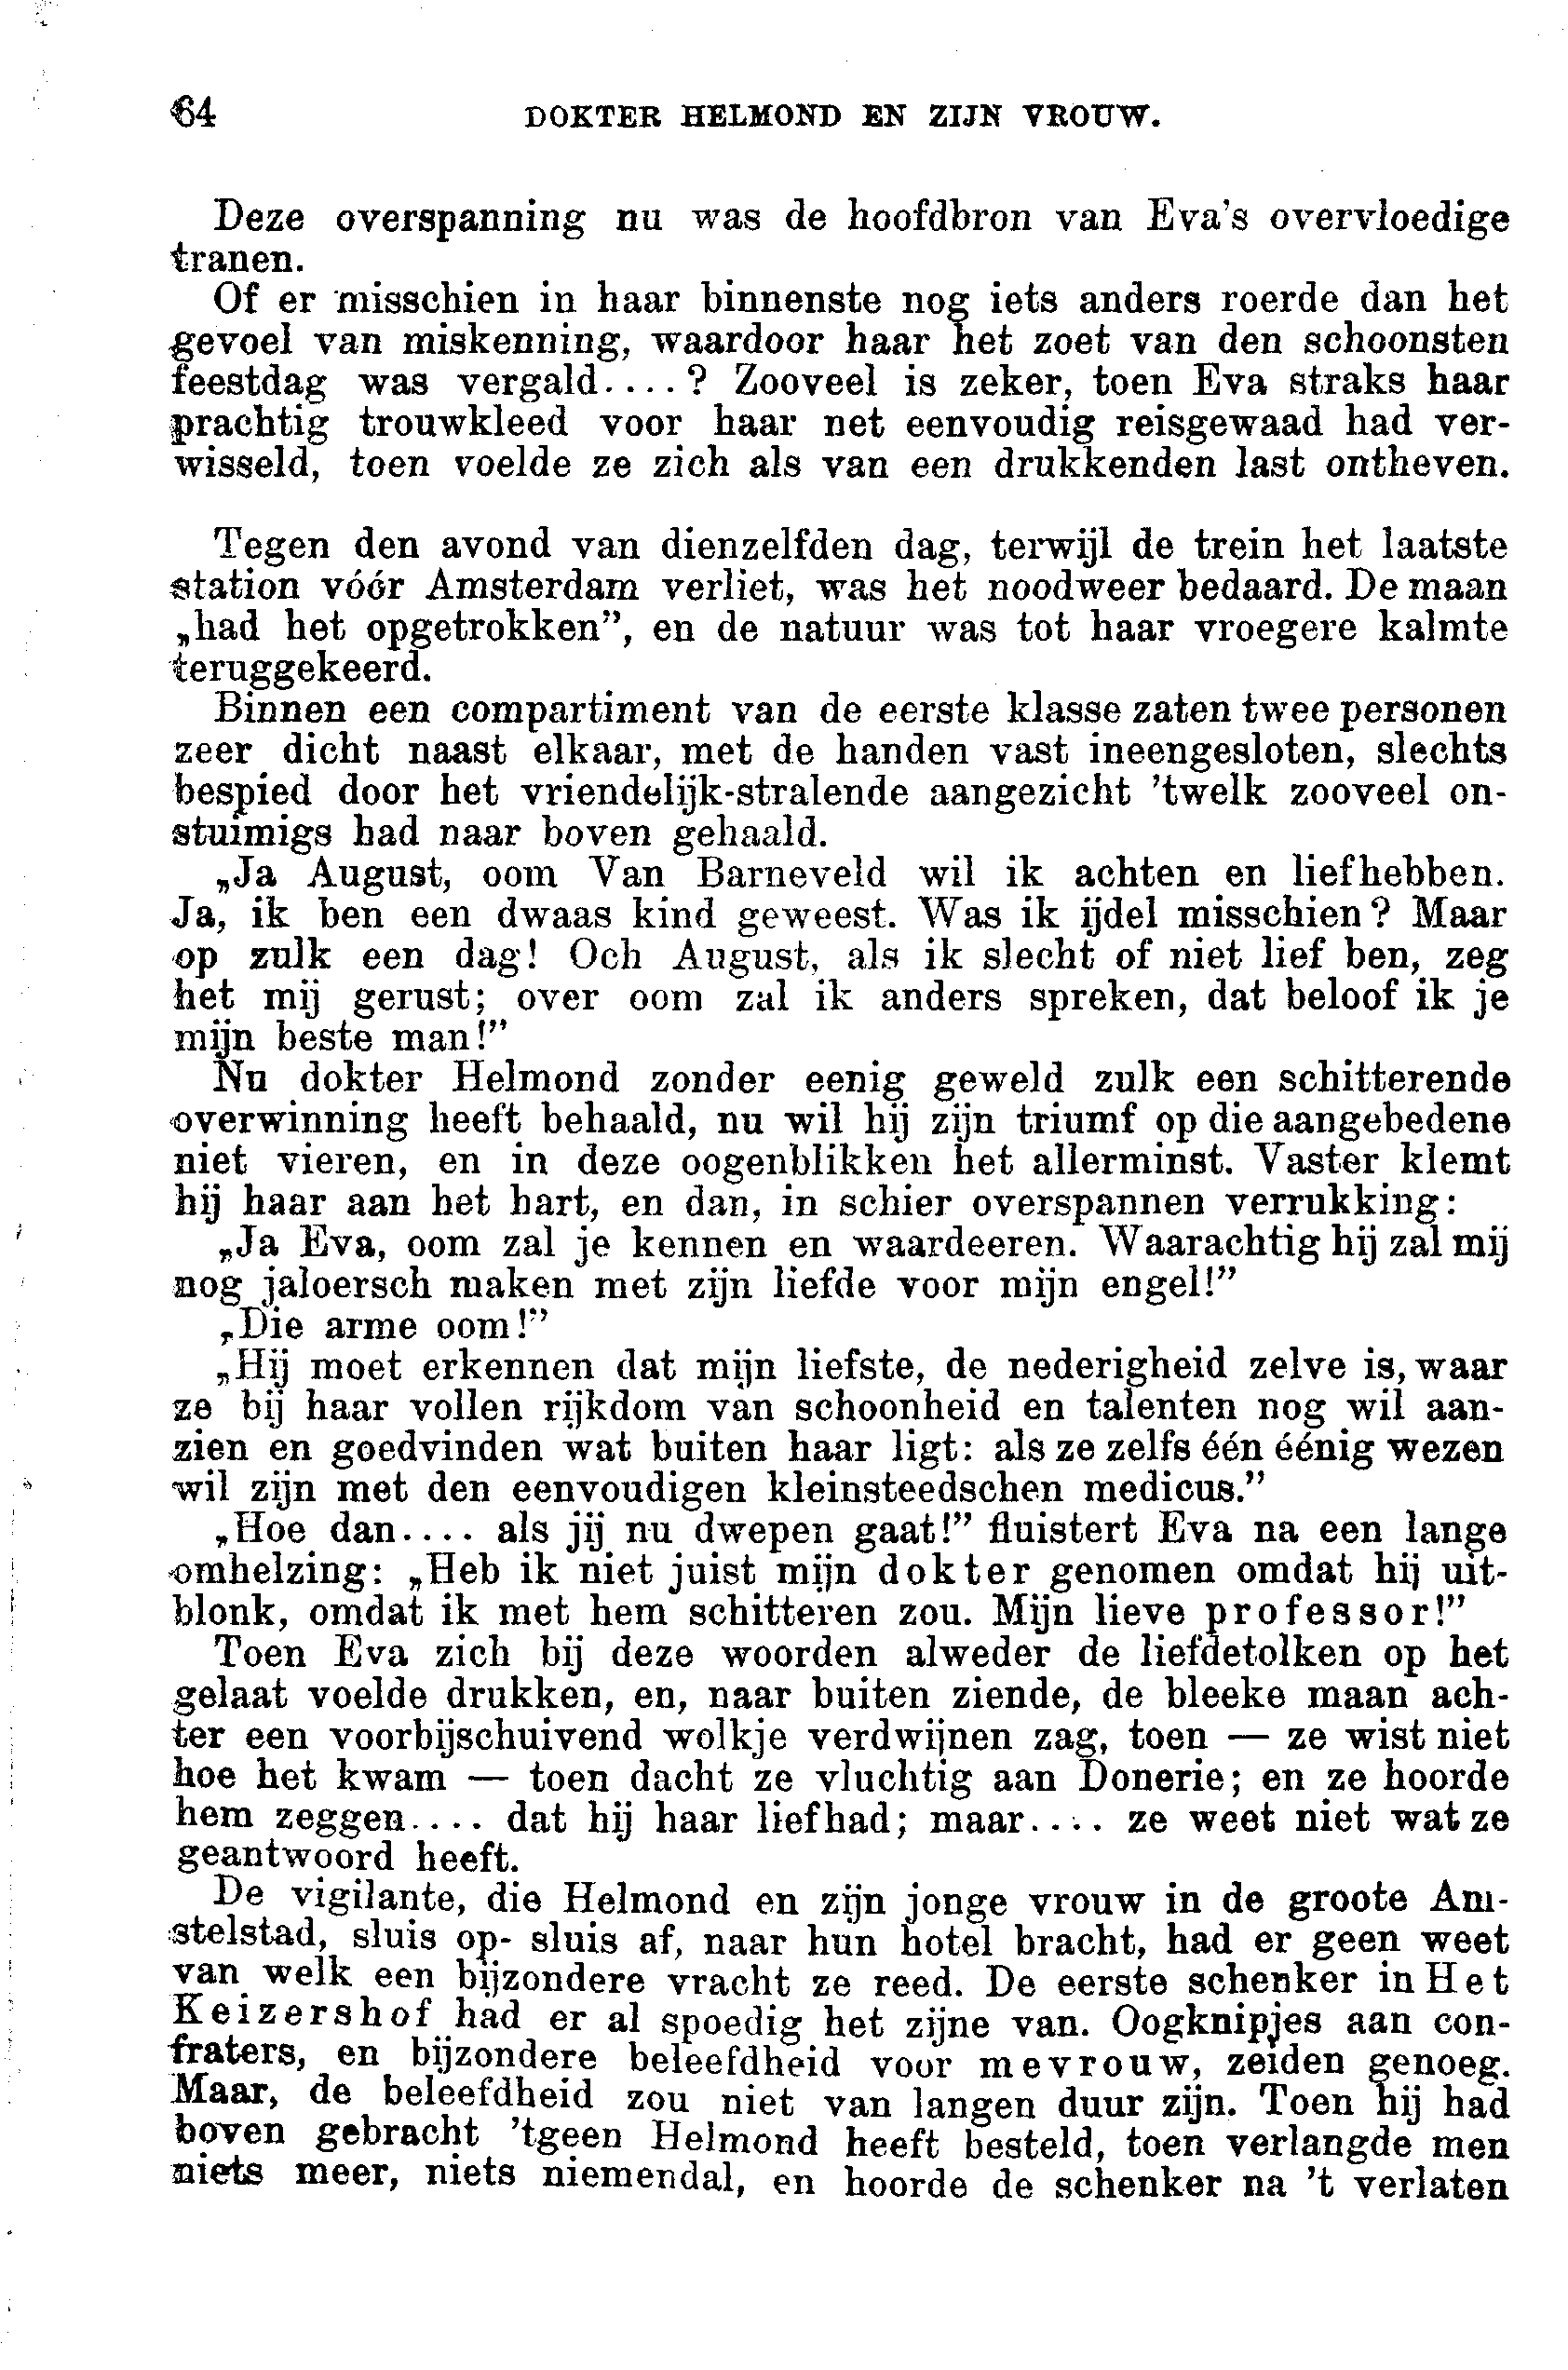 64 DOKTER HELMOND EN ZIJN VROUW.
Deze overspanning nu was de hoofdbron van Eva's overvloedige
tranen.
Of er misschien in haar binnenste nog iets anders roerde dan het
gevoel van miskenning, waardoor haar het zoet van den schoonsten
feestdag was vergald....? Zooveel is zeker, toen Eva straks haar
prachtig trouwkleed voor haar net eenvoudig reisgewaad had ver-
wisseld, toen voelde ze zich als van een drukkenden last ontheven.
Tegen den avond van dienzelfden dag, terwijl de trein het laatste
station vóór Amsterdam verliet, was het noodweer bedaard. De maan
„had het opgetrokken”, en de natuur was tot haar vroegere kalmte
teruggekeerd.
Binnen een compartiment van de eerste klasse zaten twee personen
zeer dicht naast elkaar, met de handen vast ineengesloten, slechts
bespied door het vriendelijk-stralende aangezicht 'twelk zooveel on-
stuimigs had naar boven gehaald.
„Ja August, oom Van Barneveld wil ik achten en liefhebben.
Ja, ik ben een dwaas kind geweest. Was ik ijdel misschien? Maar
op zulk een dag! Och August, als ik slecht of niet lief ben, zeg
het mij gerust; over oom zal ik anders spreken, dat beloof ik je
mijn beste man!”
Nu dokter Helmond zonder eenig geweld zulk een schitterende
overwinning heeft behaald, nu wil hij zijn triumf op die aangebedene
niet vieren, en in deze oogenblikken het allerminst. Vaster klemt
hij haar aan het hart, en dan, in schier overspannen verrukking:
„Ja Eva, oom zal je kennen en waardeeren. Waarachtig hij zal mij
nog jaloersch maken met zijn liefde voor mijn engel!”
„Die arme oom!”
„Hij moet erkennen dat mijn liefste, de nederigheid zelve is, waar
ze bij haar vollen rijkdom van schoonheid en talenten nog wil aan-
zien en goedvinden wat buiten haar ligt: als ze zelfs één éénig wezen
wil zijn met den eenvoudigen kleinsteedschen medicus.”
„Hoe dan.... als jij nu dwepen gaat!” fluistert Eva na een lange
omhelzing: „Heb ik niet juist mijn dokter genomen omdat hij uit-
blonk, omdat ik met hem schitteren zou. Mijn lieve professor!”
Toen Eva zich bij deze woorden alweder de liefdetolken op het
gelaat voelde drukken, en, naar buiten ziende, de bleeke maan ach-
ter een voorbijschuivend wolkje verdwijnen zag, toen — ze wist niet
hoe het kwam — toen dacht ze vluchtig aan Donerie; en ze hoorde
hem zeggen.... dat hij haar liefhad; maar.... ze weet niet wat ze
geantwoord heeft.
De vigilante, die Helmond en zijn jonge vrouw in de groote Am-
stelstad, sluis op- sluis af, naar hun hotel bracht, had er geen weet
van welk een bijzondere vracht ze reed. De eerste schenker in Het
Keizershof had er al spoedig het zijne van. Oogknipjes aan con-
fraters, en bijzondere beleefdheid voor mevrouw, zeiden genoeg.
Maar, de beleefdheid zou niet van langen duur zijn. Toen hij had
boven gebracht 'tgeen Helmond heeft besteld, toen verlangde men
niets meer, niets niemendal, en hoorde de schenker na 't verlaten